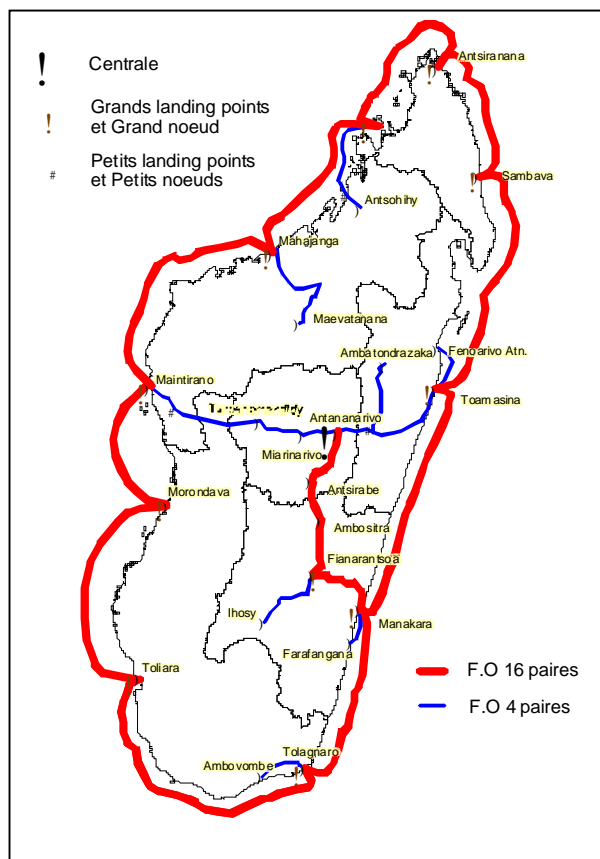 !
Centrale
!
Grands landing points
et Grand noeud
#
Petits landing points
et Petits noeuds
Antsiranana
Sambava
Antsohihy
Mahajanga
Maevatanana
Ambatondrazaka
Fenoarivo Atn.
Maintirano
Toamasina
Antananarivo
Miarinarivo
Antsirabe
Morondava
Ambositra
Fianarantsoa
Ihosy
Manakara
Farafangana
Toliara
F.O 16 paires
F.O 4 paires
Tolagnaro
Ambovombe